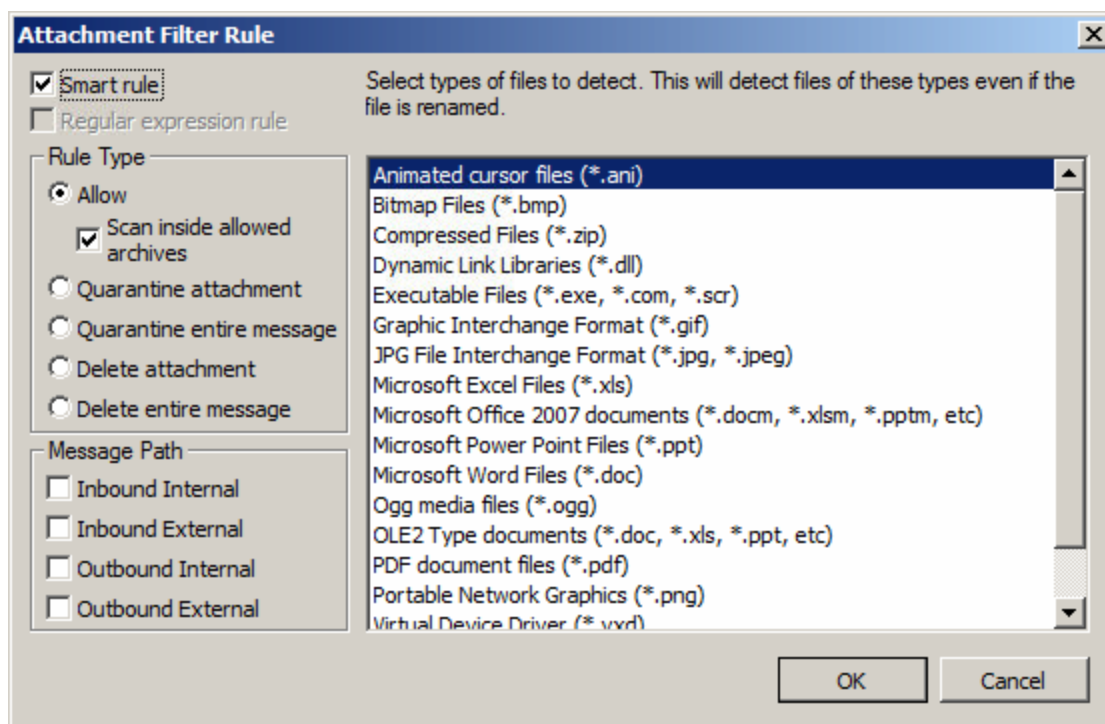 Attachment Filter Rule
Smart rule
Regular expression rule
Select types of files to detect. This will detect files of these types even if the
file is renamed.
Rule Type
Allow
Scan inside allowed
archives
Quarantine attachment
Quarantine entire message
Delete attachment
Delete entire message
Message Path
Inbound Internal
Inbound External
Outbound Internal
Outbound External
Animated cursor files (*.ani)
Bitmap Files (*.bmp)
Compressed Files (*.zip)
Dynamic Link Libraries (*.dll)
Executable Files (*.exe, *.com, *.scr)
Graphic Interchange Format (*.gif)
JPG File Interchange Format (*.jpg, *.jpeg)
Microsoft Excel Files (*.xls)
Microsoft Office 2007 documents (*.docm, *.xlsm, *.pptm, etc)
Microsoft Power Point Files (*.ppt)
Microsoft Word Files (*.doc)
Ogg media files (*.ogg)
OLE2 Type documents (*.doc, *.xls, *.ppt, etc)
PDF document files (*.pdf)
Portable Network Graphics (*.png)
Virtual Device Driver (*.vxd)
OK
Cancel